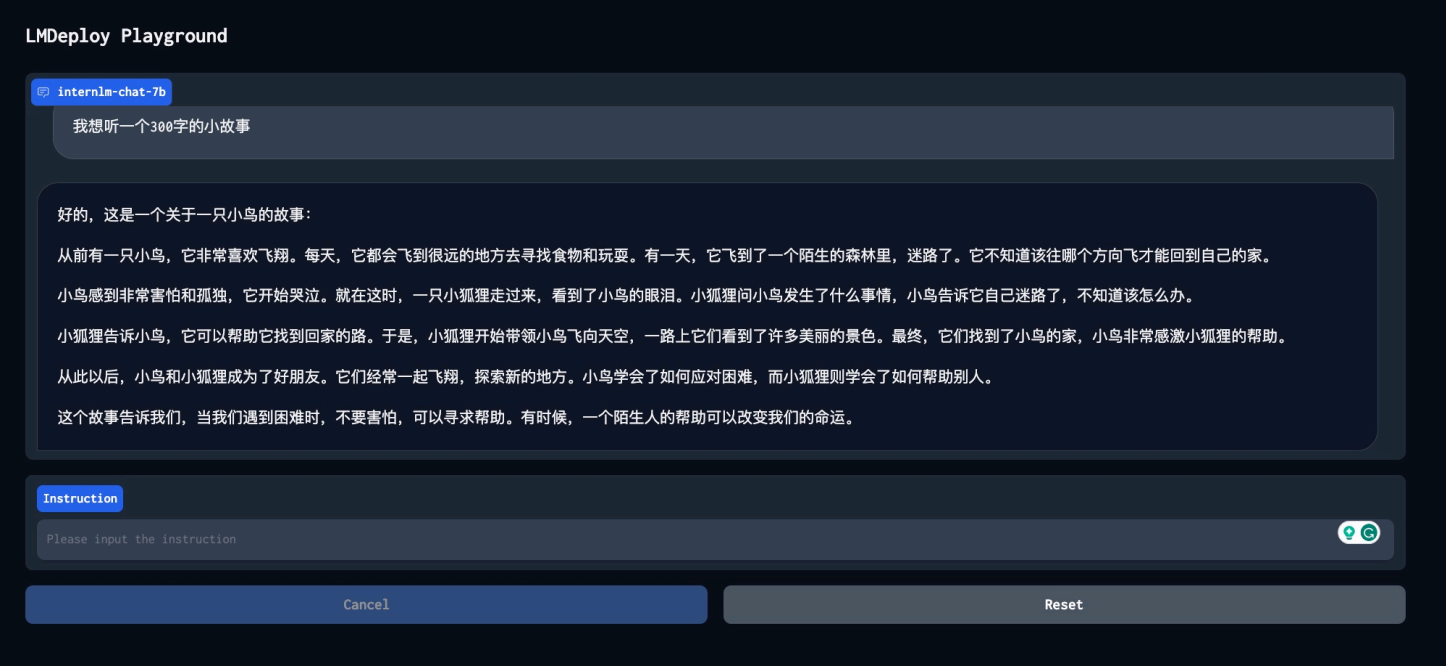 LMDeploy Playground
internlm-chat-7b
我想听一个300字的小故事
好的，这是一个关于一只小鸟的故事：
从前有一只小鸟，它非常喜欢飞翔。每天，它都会飞到很远的地方去寻找食物和玩耍。有一天，它飞到了一个陌生的森林里，迷路了。它不知道该往哪个方向飞才能回到自己的家。
小鸟感到非常害怕和孤独，它开始哭泣。就在这时，一只小狐狸走过来，看到了小鸟的眼泪。小狐狸问小鸟发生了什么事情，小鸟告诉它自己迷路了，不知道该怎么办。
小狐狸告诉小鸟，它可以帮助它找到回家的路。于是，小狐狸开始带领小鸟飞向天空，一路上它们看到了许多美丽的景色。最终，它们找到了小鸟的家，小鸟非常感激小狐狸的帮助。
从此以后，小鸟和小狐狸成为了好朋友。它们经常一起飞翔，探索新的地方。小鸟学会了如何应对困难，而小狐狸则学会了如何帮助别人。
这个故事告诉我们，当我们遇到困难时，不要害怕，可以寻求帮助。有时候，一个陌生人的帮助可以改变我们的命运。
Instruction
Please input the instruction
Cancel
Reset